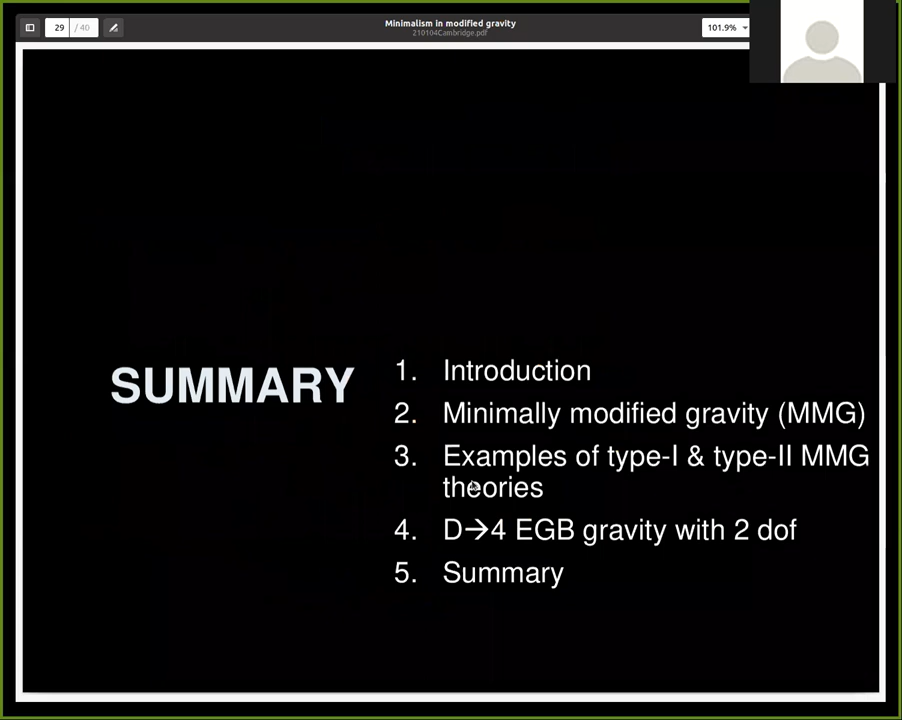 29 / 40
Minimalism in modified gravity
210104Cambridge.pdf
101.9%
SUMMARY
1. Introduction
2. Minimally modified gravity (MMG)
3. Examples of type-I & type-II MMG
theories
4. D→4 EGB gravity with 2 dof
5. Summary